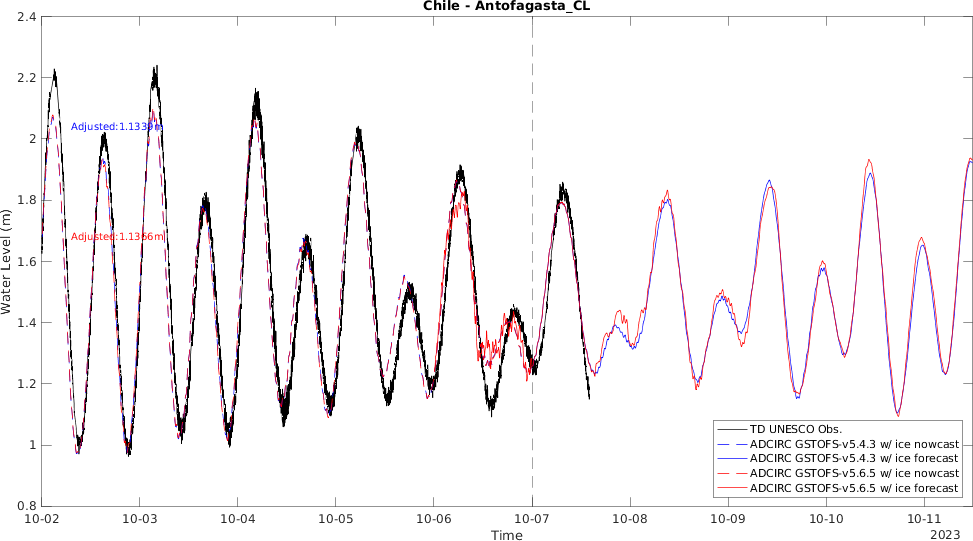 Chile - Antofagasta_CL
2.4
2.2
2
1.8
1.6
1.4
1.2
1
0.8
Water Level (m)
Adjusted:1.1339m
Adjusted:1.1366m
TD UNESCO Obs.
ADCIRC GSTOFS-v5.4.3 w/ ice nowcast
ADCIRC GSTOFS-v5.4.3 w/ ice forecast
ADCIRC GSTOFS-v5.6.5 w/ ice nowcast
ADCIRC GSTOFS-v5.6.5 w/ ice forecast
10-02 10-03 10-04 10-05 10-06 10-07 10-08 10-09 10-10 10-11
Time
2023